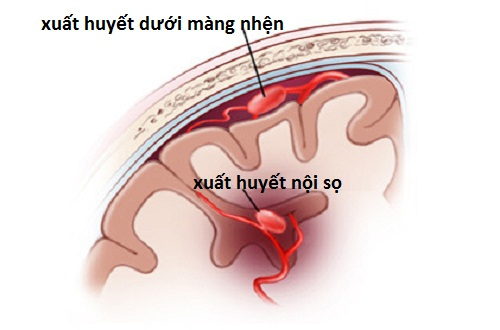 xuất huyết dưới màng nhện
xuất huyết nội sọ